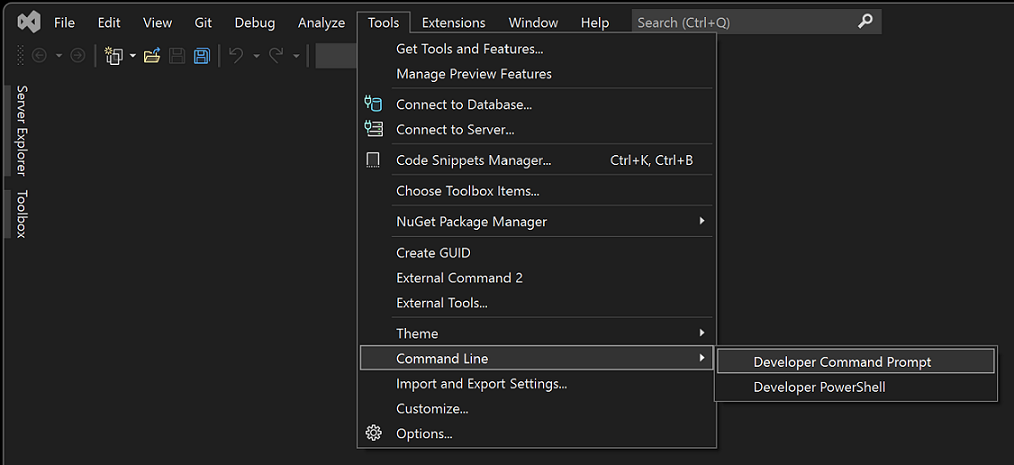 File Edit View Git Debug Analyze Tools Extensions Window Help Search (Ctrl+Q)
Server Explorer
Toolbox
Get Tools and Features...
Manage Preview Features
Connect to Database...
Connect to Server...
Code Snippets Manager... Ctrl+K, Ctrl+B
Choose Toolbox Items...
NuGet Package Manager
Create GUID
External Command 2
External Tools...
Theme
Command Line
Developer Command Prompt
Developer PowerShell
Import and Export Settings...
Customize...
Options...